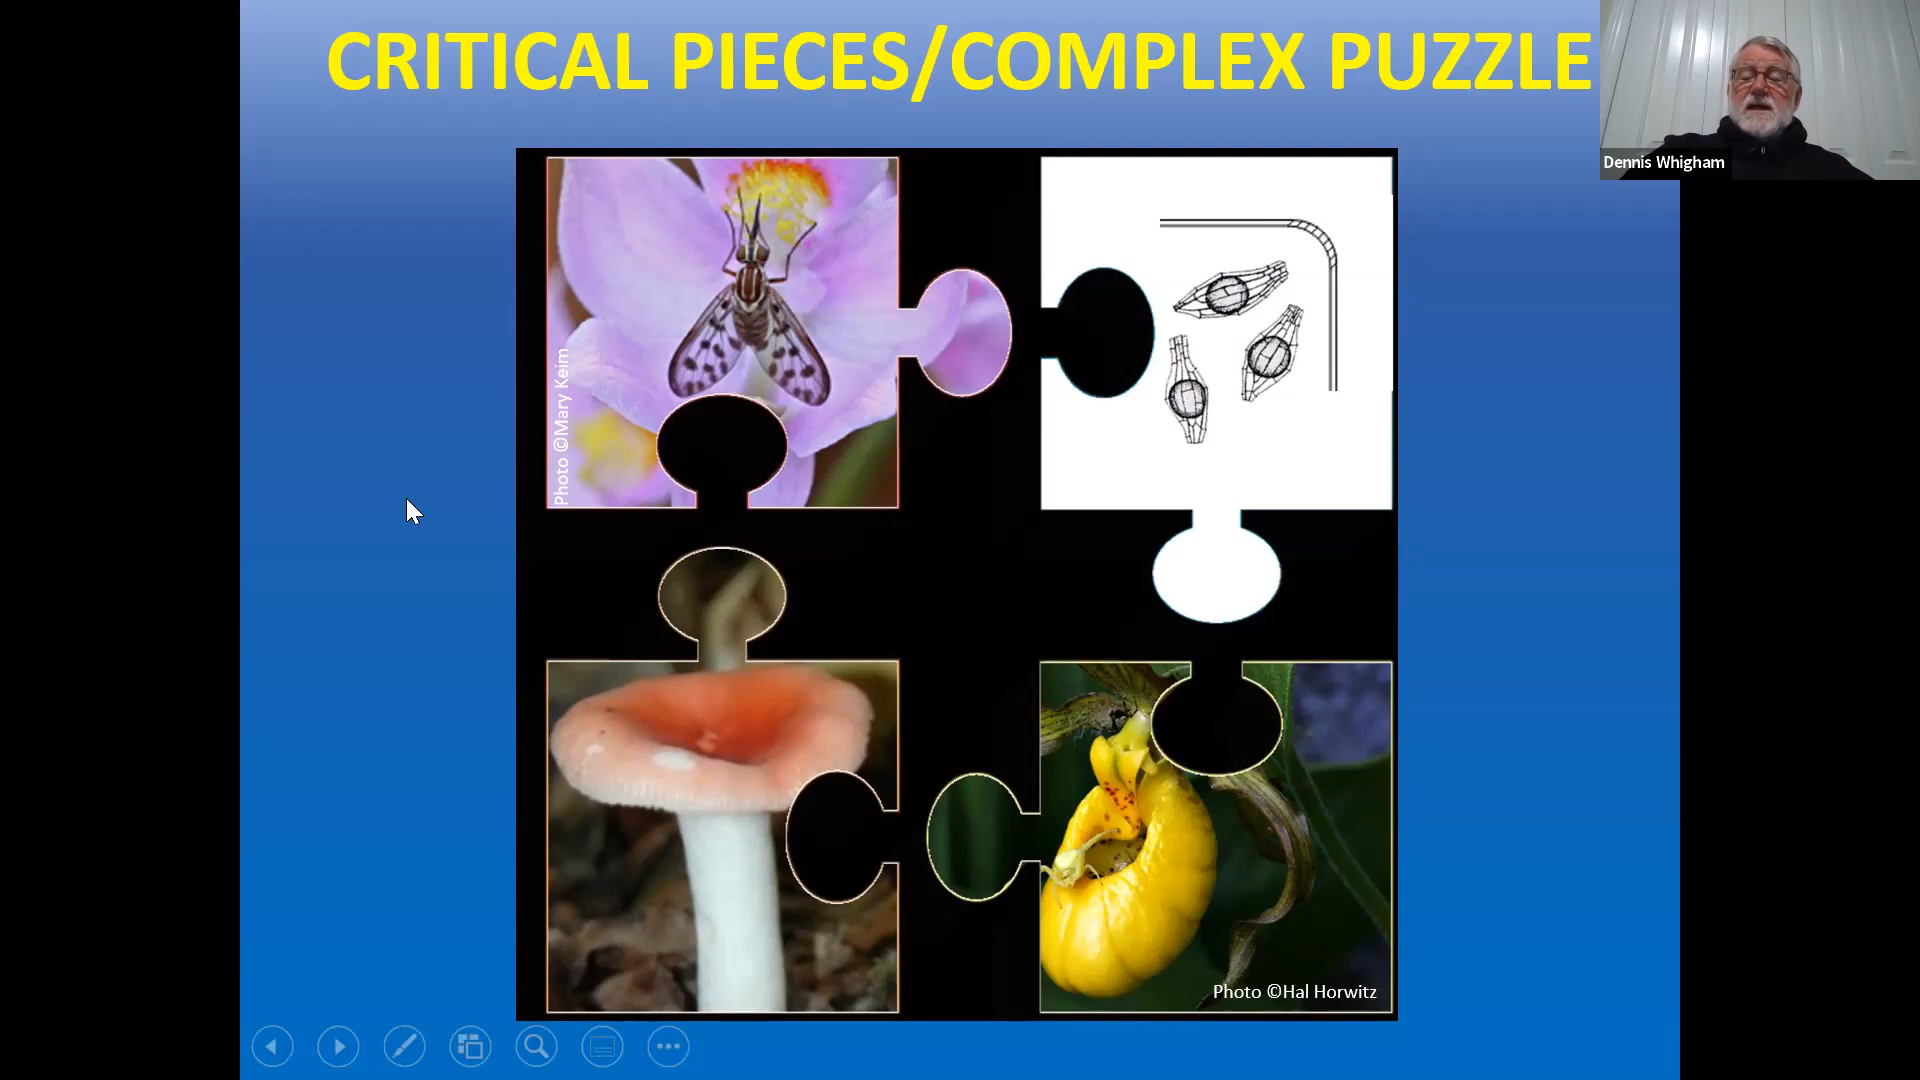 CRITICAL PIECES/COMPLEX PUZZLE
Dennis Whigham
Photo ©Mary Keim
Photo ©Hal Horwitz